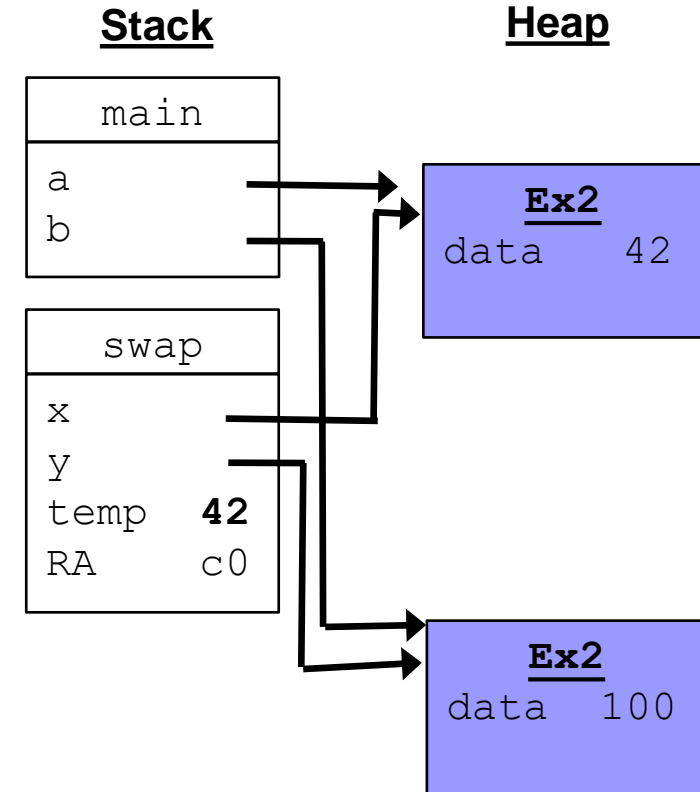 Stack
Heap
main
a
b
swap
x
y
temp 42
RA c0
Ex2
data 42
Ex2
data 100